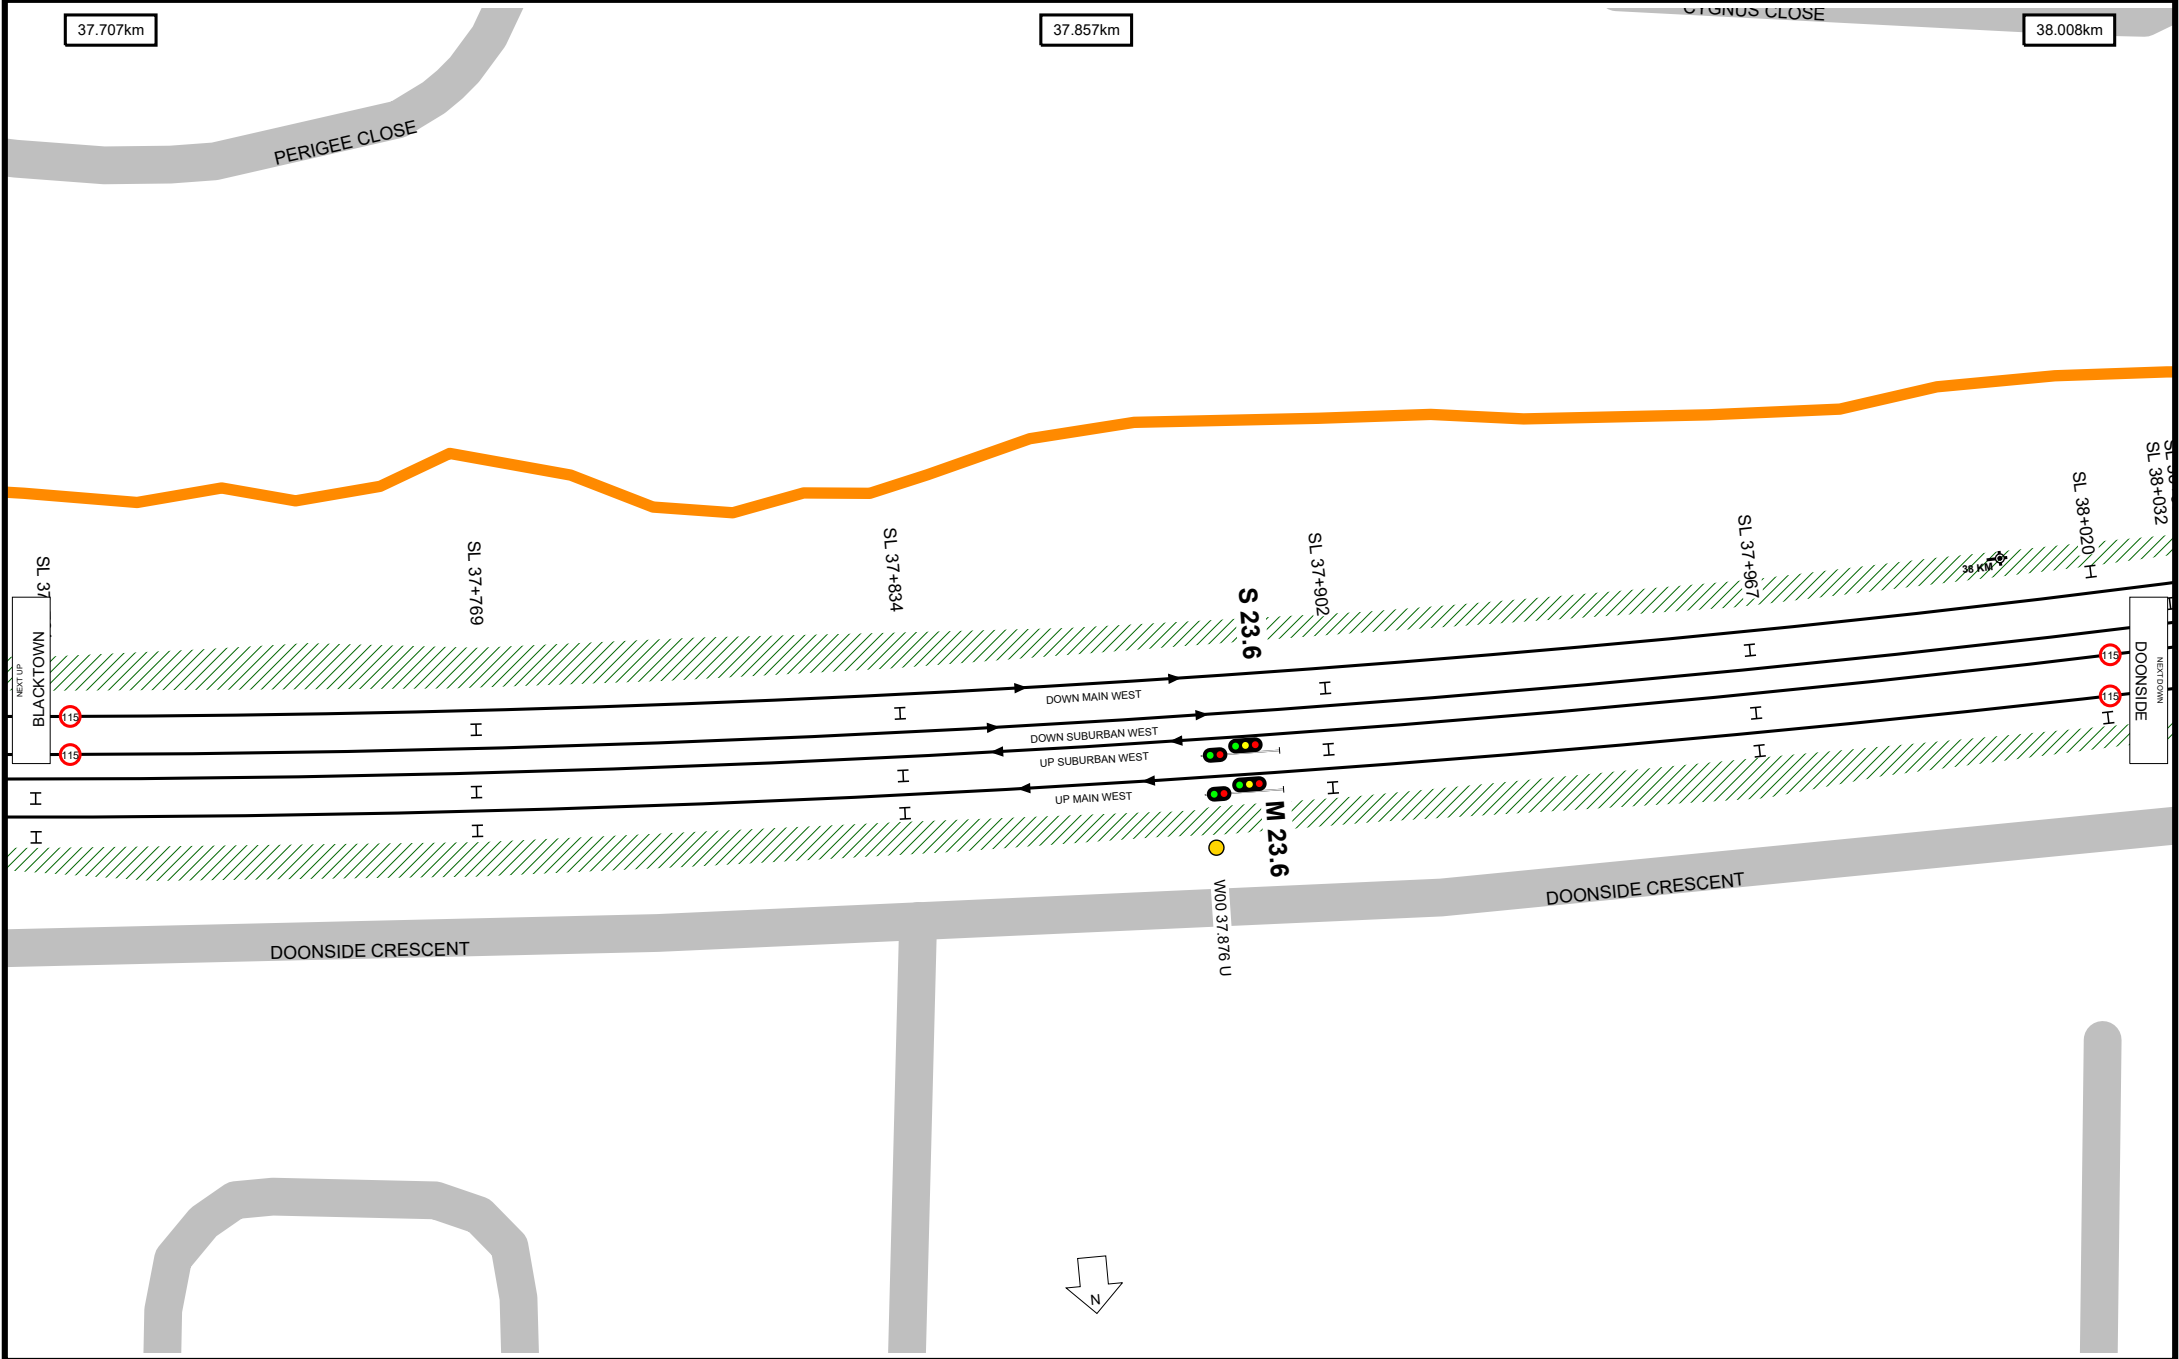 37.707km
37.857km
38.008km
CYGNUS CLOSE
PERIGEE CLOSE
SL 37+769
SL 37+834
SL 37+902
SL 37+967
SL 38+020
SL 38+032
38 KM
S 23.6
NEXT UP
BLACKTOWN
115
115
DOWN MAIN WEST
DOWN SUBURBAN WEST
UP SUBURBAN WEST
UP MAIN WEST
115
115
DOONSIDE
NEXT DOWN
M 23.6
W00 37.876 U
DOONSIDE CRESCENT
DOONSIDE CRESCENT
N